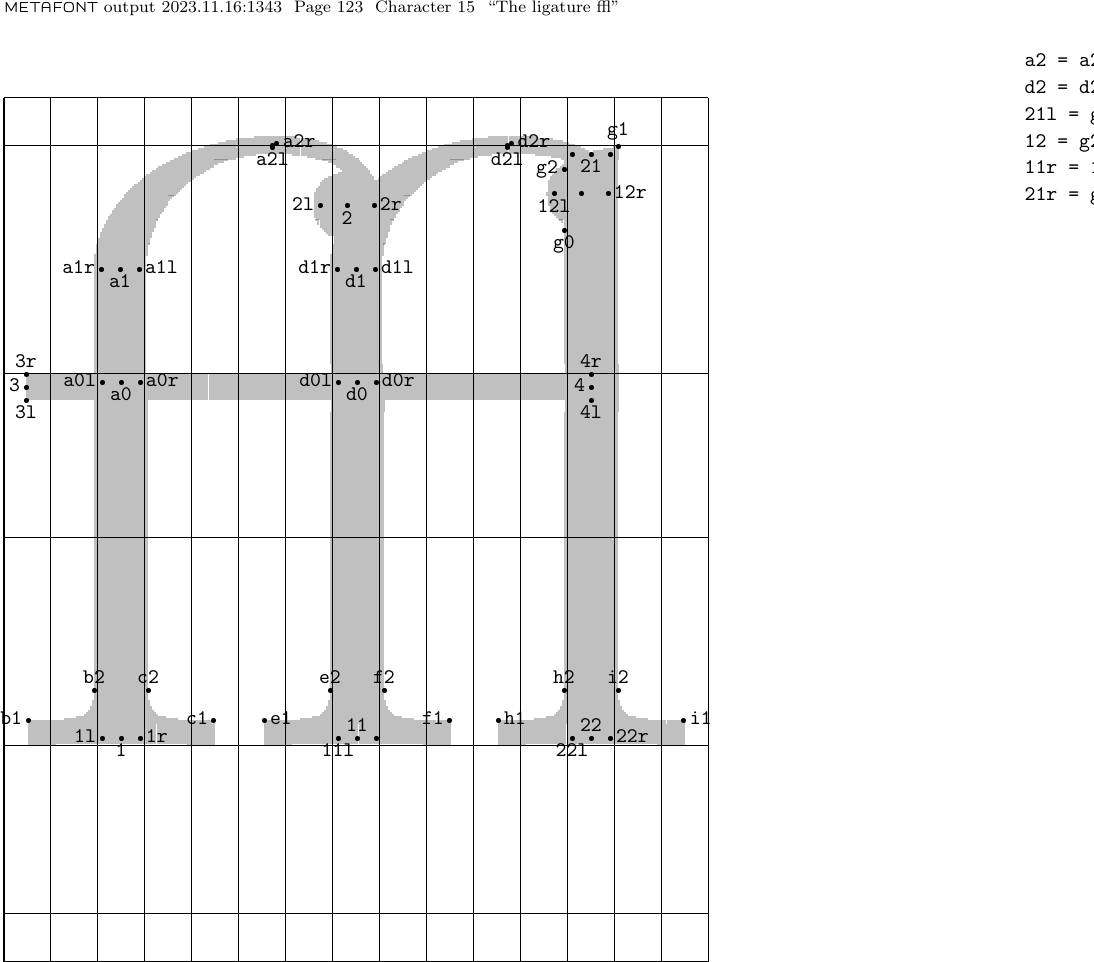 METAFONT output 2023.11.16:1343 Page 123 Character 15 “The ligature ffl”
a2 = a2
d2 = d2
21l = g
12 = g2
11r = 1
21r = g
g1
a2r d2r
a2l d2l 21
g2
2l 2 2r 12l 12r
g0
a1r a1 a1l d1r d1 d1l
3r 4r
3 a0l a0 a0r d0l d0 d0r 4
3l 4l
b2 c2 e2 f2 h2 i2
b1 c1 e1 f1 h1 i1
1l 1 1r 11l 11 22l 22 22r